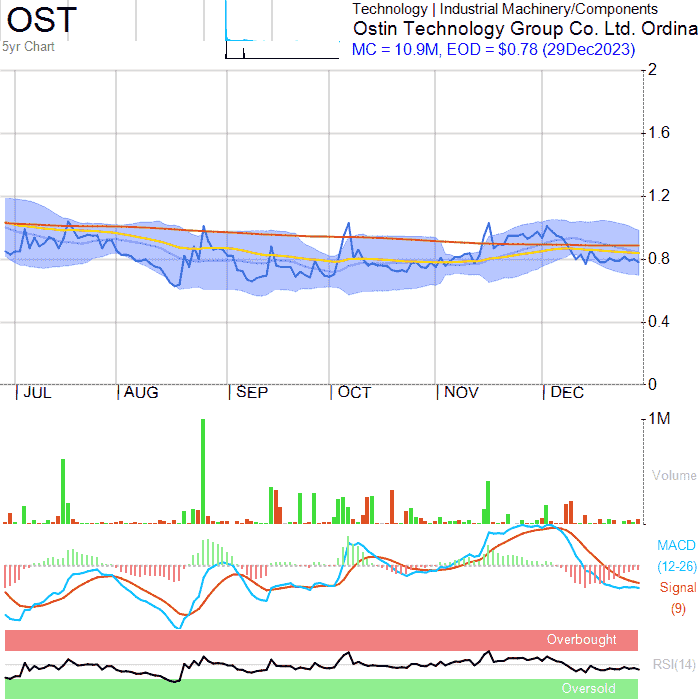 OST
5yr Chart
Technology | Industrial Machinery/Components
Ostin Technology Group Co. Ltd. Ordina
MC = 10.9M, EOD = $0.78 (29Dec2023)
2
1.6
1.2
0.8
0.4
0
JUL AUG SEP OCT NOV DEC
1M
Volume
MACD
(12-26)
Signal
(9)
Overbought
RSI(14)
Oversold